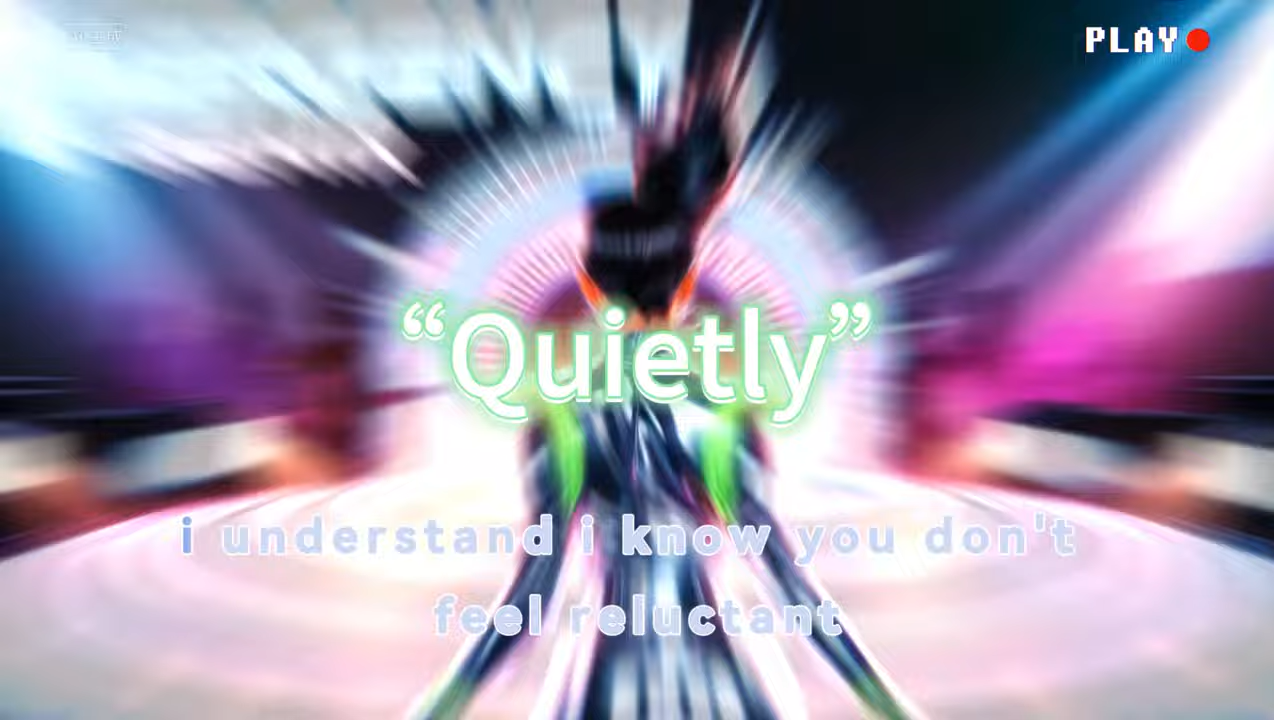 PLAY
“Quietly”
i understand i know you don't
feel reluctant